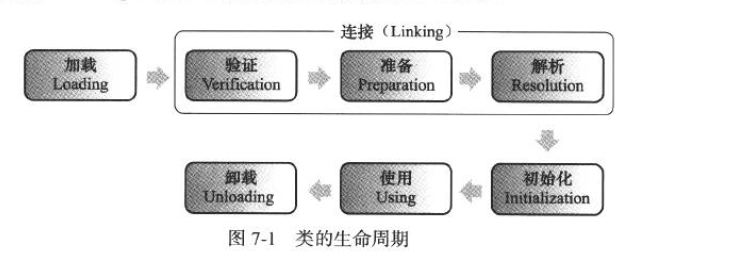 连接（Linking）
加载
Loading
验证
Verification
准备
Preparation
解析
Resolution
初始化
Initialization
使用
Using
卸载
Unloading
图 7-1 类的生命周期